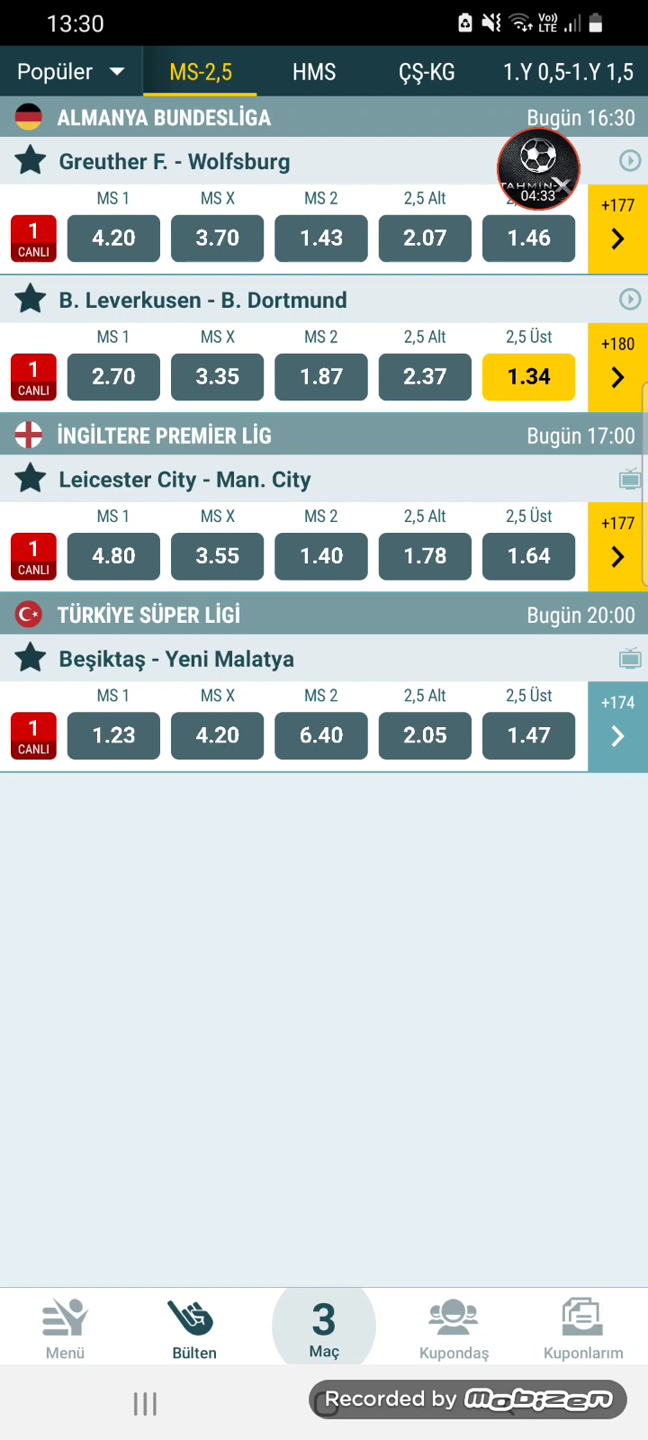 13:30
Vo))
LTE
Popüler MS-2,5 HMS ÇŞ-KG 1.Y 0,5-1.Y 1,5
ALMANYA BUNDESLİGA Bugün 16:30
Greuther F. - Wolfsburg
TAHMİN-X
04:33
MS 1 MS X MS 2 2,5 Alt
+177
1 CANLI 4.20 3.70 1.43 2.07 1.46
B. Leverkusen - B. Dortmund
MS 1 MS X MS 2 2,5 Alt 2,5 Üst
+180
1 CANLI 2.70 3.35 1.87 2.37 1.34
İNGİLTERE PREMİER LİG Bugün 17:00
Leicester City - Man. City
MS 1 MS X MS 2 2,5 Alt 2,5 Üst
+177
1 CANLI 4.80 3.55 1.40 1.78 1.64
TÜRKİYE SÜPER LİGİ Bugün 20:00
Beşiktaş - Yeni Malatya
MS 1 MS X MS 2 2,5 Alt 2,5 Üst
+174
1 CANLI 1.23 4.20 6.40 2.05 1.47
3
Menü Bülten Maç Kupondaş Kuponlarım
Recorded by mobizen